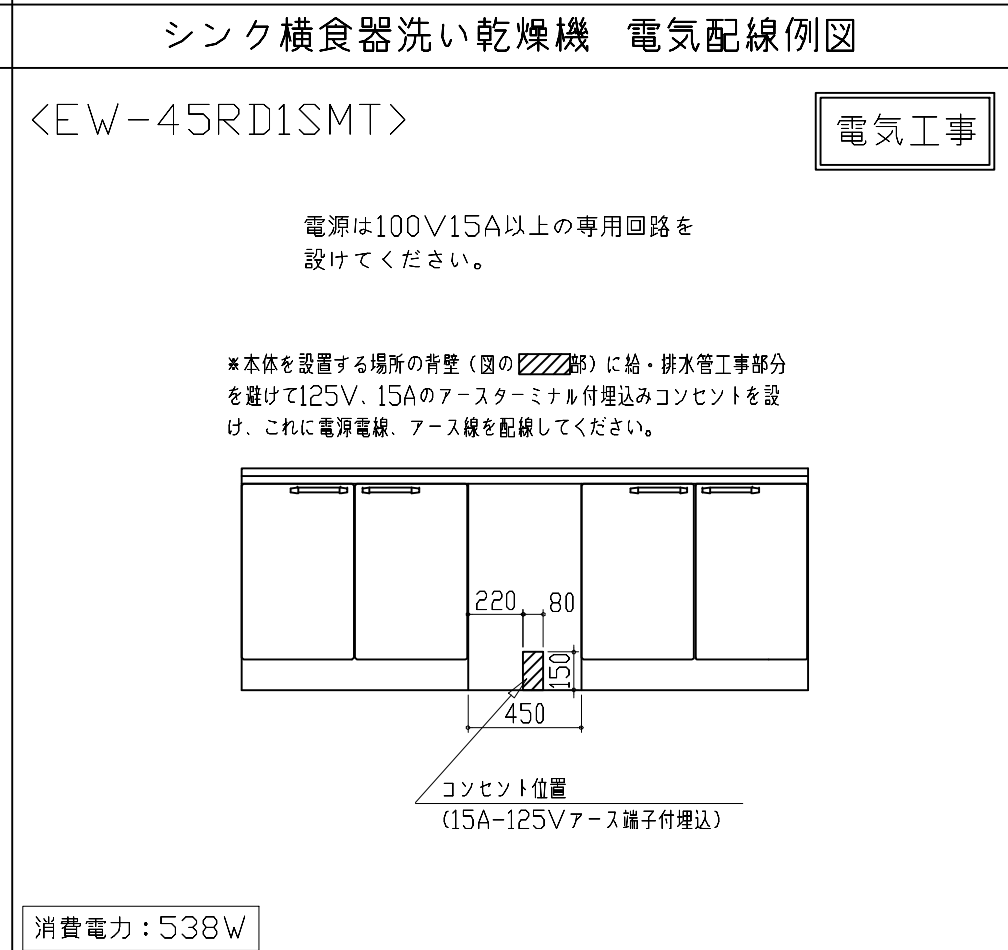 シンク横食器洗い乾燥機　電気配線例図
<EW-45RD1SMT>
電気工事
電源は100V15A以上の専用回路を
設けてください。
※本体を設置する場所の背壁（図の部）に給・排水管工事部分
を避けて125V、15Aのアースターミナル付埋込みコンセントを設
け、これに電源電線、アース線を配線してください。
220
80
150
450
コンセント位置
(15A-125Vアース端子付埋込)
消費電力：538W